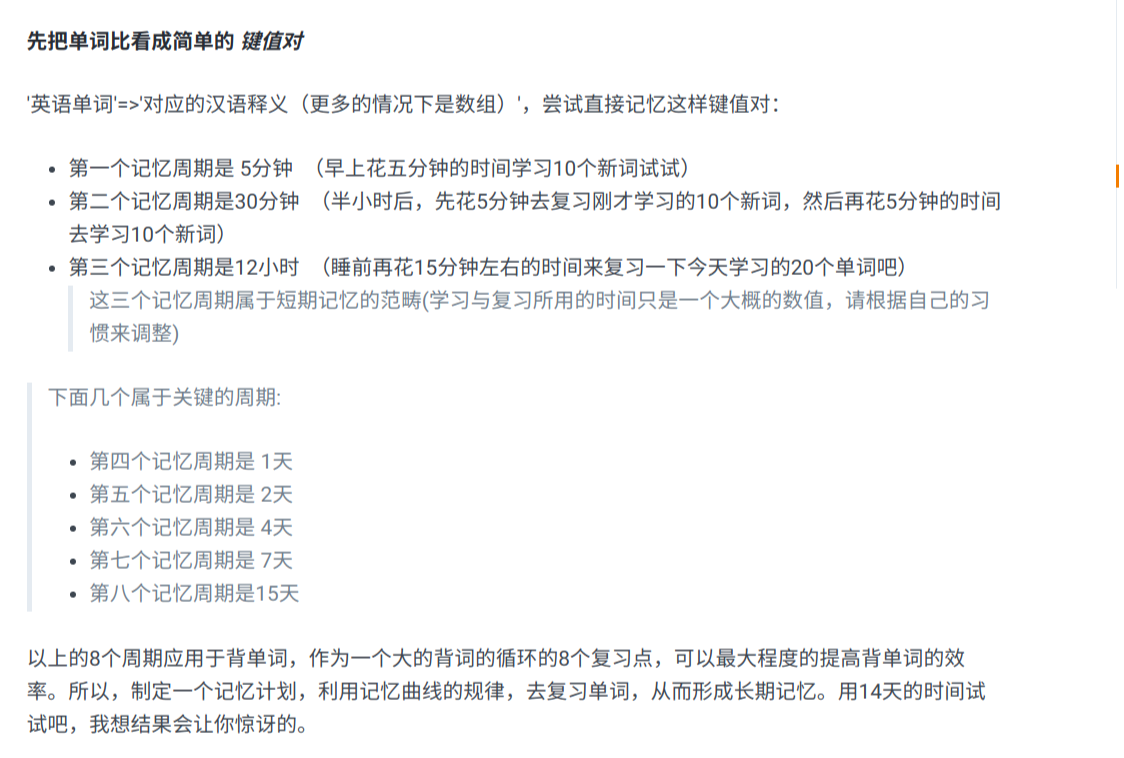 先把单词比看成简单的 键值对
'英语单词'=>'对应的汉语释义（更多的情况下是数组）'，尝试直接记忆这样键值对：
第一个记忆周期是 5分钟 （早上花五分钟的时间学习10个新词试试）
第二个记忆周期是30分钟 （半小时后，先花5分钟去复习刚才学习的10个新词，然后再花5分钟的时间
去学习10个新词）
第三个记忆周期是12小时 （睡前再花15分钟左右的时间来复习一下今天学习的20个单词吧）
这三个记忆周期属于短期记忆的范畴(学习与复习所用的时间只是一个大概的数值，请根据自己的习
惯来调整)
下面几个属于关键的周期:
第四个记忆周期是 1天
第五个记忆周期是 2天
第六个记忆周期是 4天
第七个记忆周期是 7天
第八个记忆周期是15天
以上的8个周期应用于背单词，作为一个大的背词的循环的8个复习点，可以最大程度的提高背单词的效
率。所以，制定一个记忆计划，利用记忆曲线的规律，去复习单词，从而形成长期记忆。用14天的时间试
试吧，我想结果会让你惊讶的。